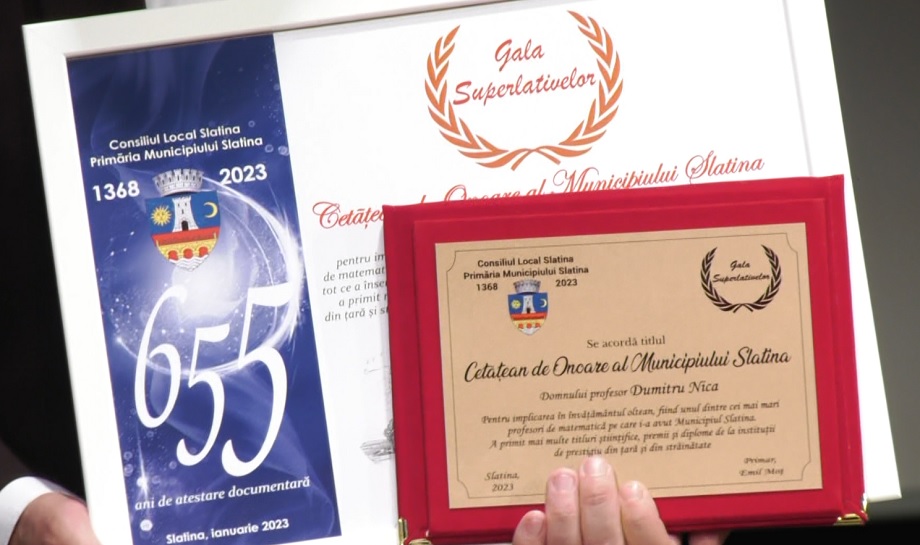 Consiliul Local Slatina
Primăria Municipiului Slatina
1368 2023
655
ani de atestare documentară
Slatina, ianuarie 2023
Gala
Superlativelor
Cetățean de Onoare al Municipiului Slatina
pentru
de matemat
tot ce a
a primit
din țară și
Consiliul Local Slatina
Primăria Municipiului Slatina
1368 2023
Gala
Superlativelor
Se acordă titlul
Cetățean de Onoare al Municipiului Slatina
Domnului profesor Dumitru Nica
Pentru implicarea în învățământul oltean, fiind unul dintre cei mai mari
profesori de matematică pe care i-a avut Municipiul Slatina.
A primit mai multe titluri științifice, premii și diplome de la instituții
de prestigiu din țară și din străinătate
Slatina,
2023
Primar,
Emil Moț